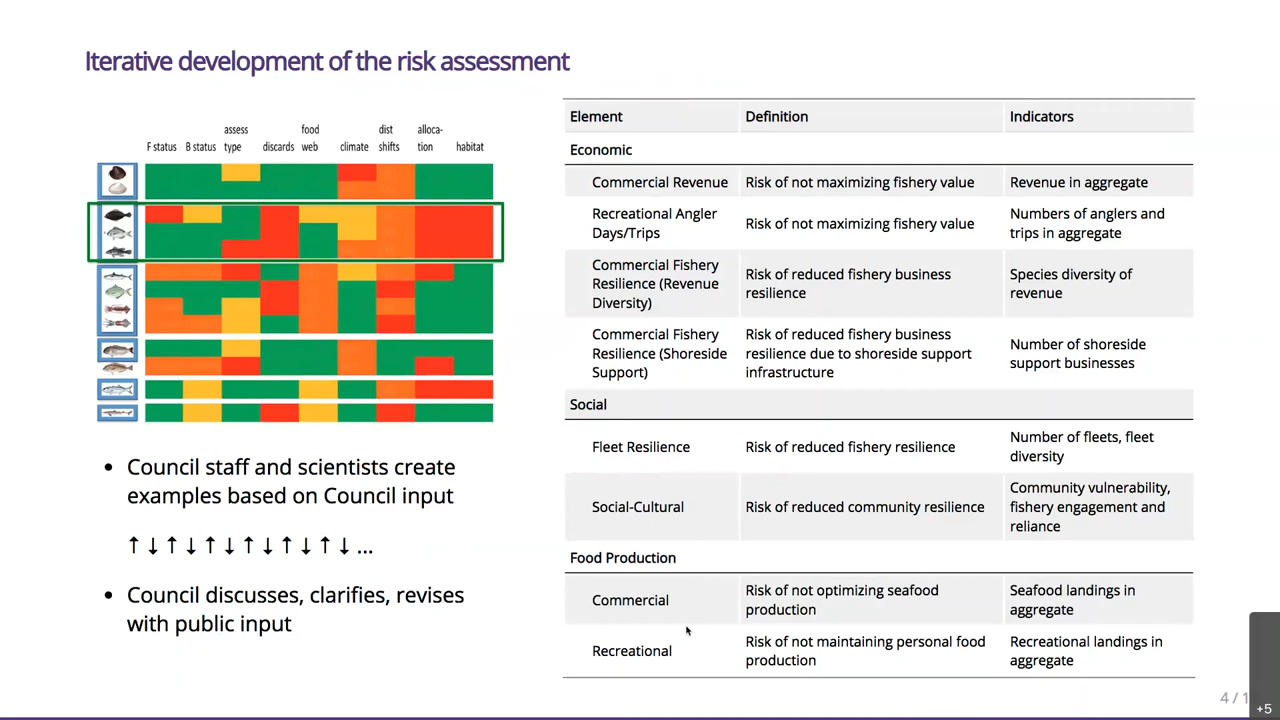 Iterative development of the risk assessment
assess
food
dist
alloca-
F status
B status
type
discards
web
climate
shifts
tion
habitat
• Council staff and scientists create
examples based on Council input
↑ ↓ ↑ ↓ ↑ ↓ ↑ ↓ ↑ ↓ ↑ ↓ ...
• Council discusses, clarifies, revises
with public input
Element Definition Indicators
Economic
Commercial Revenue Risk of not maximizing fishery value Revenue in aggregate
Recreational Angler
Days/Trips
Risk of not maximizing fishery value
Numbers of anglers and
trips in aggregate
Commercial Fishery
Resilience (Revenue
Diversity)
Risk of reduced fishery business
resilience
Species diversity of
revenue
Commercial Fishery
Resilience (Shoreside
Support)
Risk of reduced fishery business
resilience due to shoreside support
infrastructure
Number of shoreside
support businesses
Social
Fleet Resilience Risk of reduced fishery resilience
Number of fleets, fleet
diversity
Social-Cultural Risk of reduced community resilience
Community vulnerability,
fishery engagement and
reliance
Food Production
Commercial
Risk of not optimizing seafood
production
Seafood landings in
aggregate
Recreational
Risk of not maintaining personal food
production
Recreational landings in
aggregate
4 / 1
+5